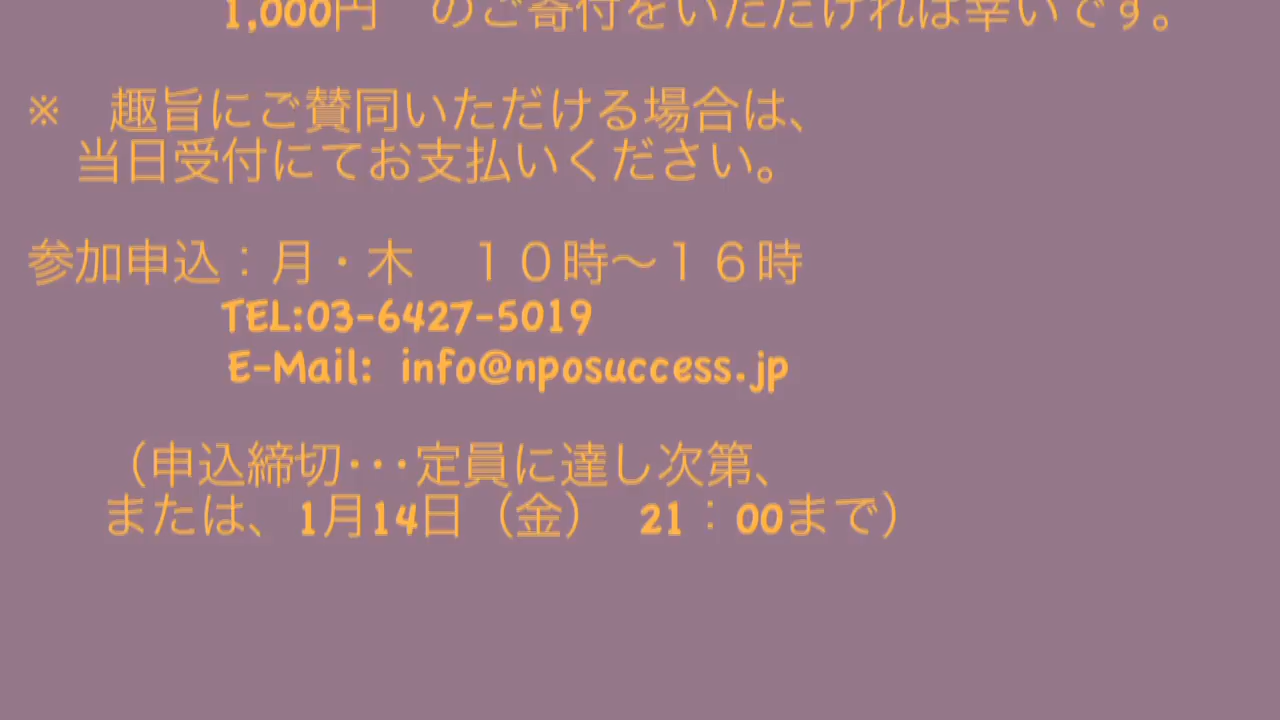 1,000円　のご寄付をいただければ幸いです。
※　趣旨にご賛同いただける場合は、
当日受付にてお支払いください。
参加申込：月・木　１０時〜１６時
TEL:03-6427-5019
E-Mail: info@nposuccess.jp
（申込締切･･･定員に達し次第、
または、1月14日（金）　21：00まで）